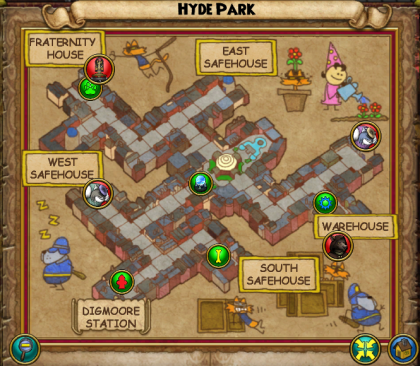 HYDE PARK
FRATERNITY
HOUSE
EAST
SAFEHOUSE
WEST
SAFEHOUSE
Z
Z
Z
WAREHOUSE
SOUTH
SAFEHOUSE
DIGMOORE
STATION